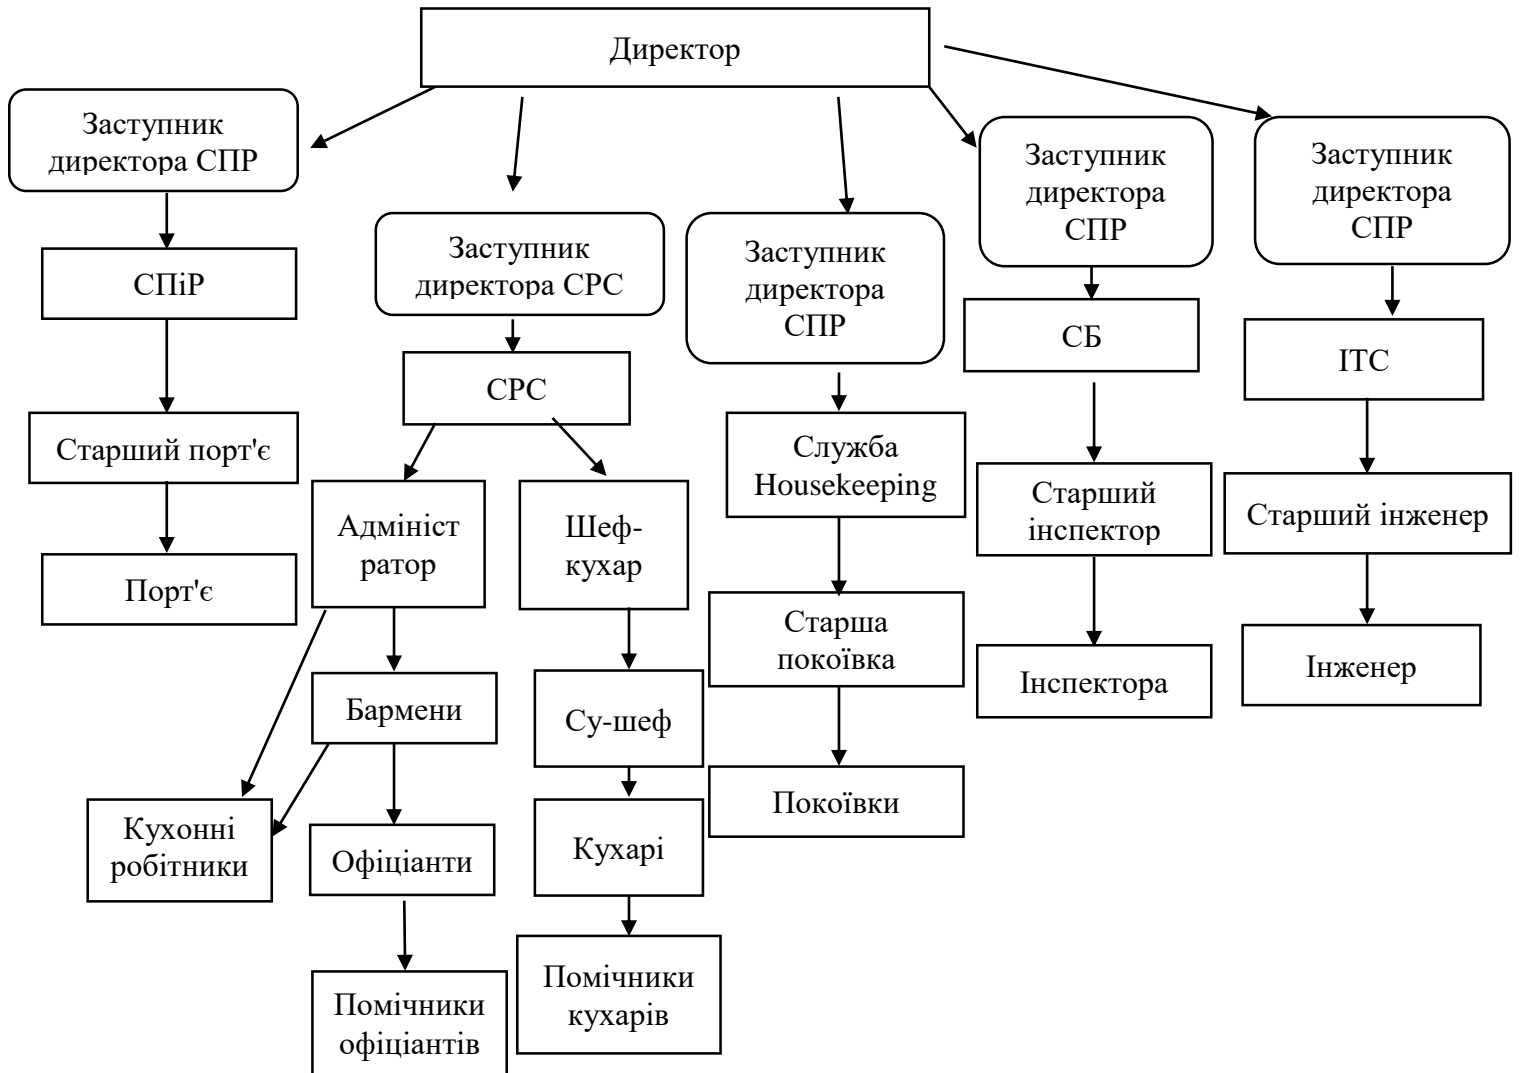 Директор
Заступник
директора СПР
СПіР
Старший порт'є
Порт'є
Заступник
директора СРС
СРС
Адмініст
ратор
Бармени
Кухонні
робітники
Офіціанти
Помічники
офіціантів
Шеф-
кухар
Су-шеф
Кухарі
Помічники
кухарів
Заступник
директора
СПР
Служба
Housekeeping
Старша
покоївка
Покоївки
Заступник
директора
СПР
СБ
Старший
інспектор
Інспектора
Заступник
директора
СПР
ІТС
Старший інженер
Інженер